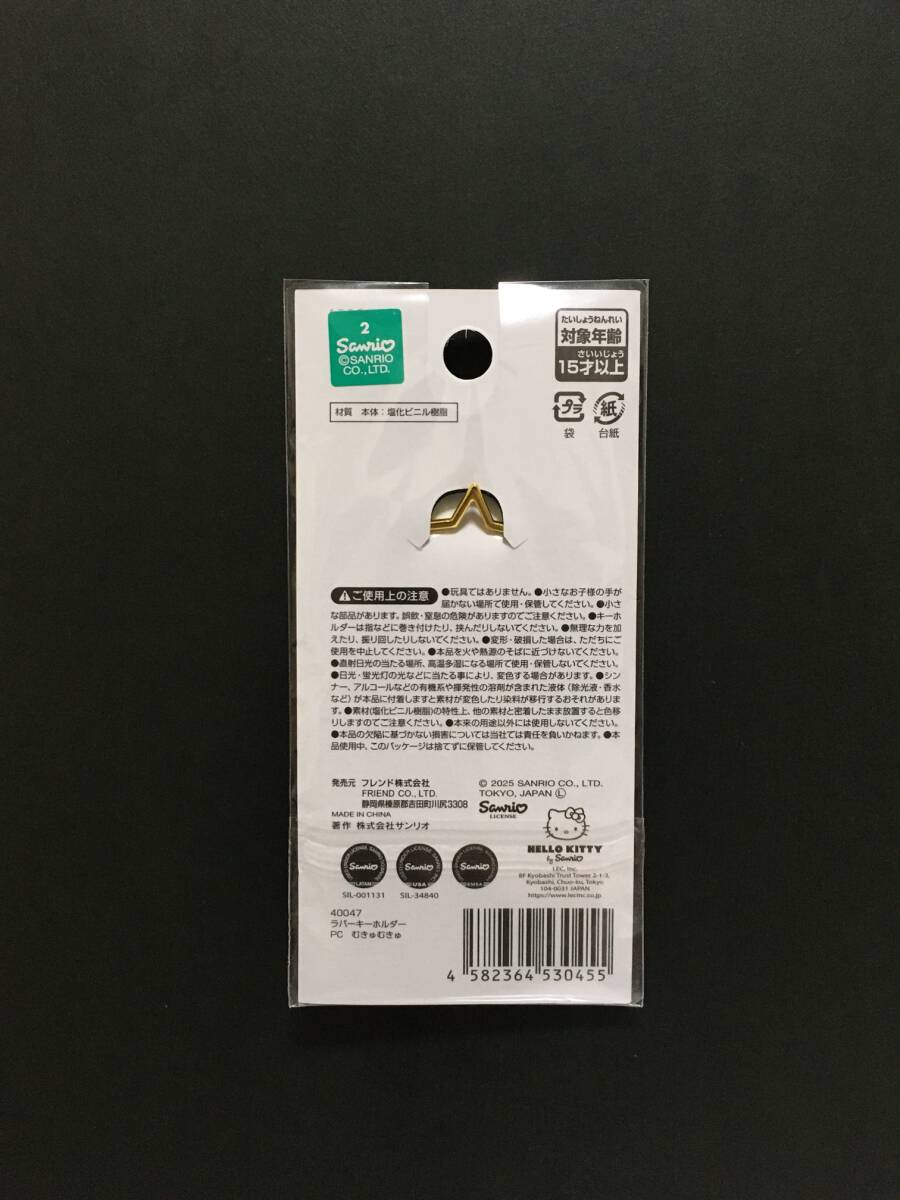 2
Sanrio
©SANRIO
CO.,LTD.
たいしょうねんれい
対象年齢
さいいじょう
15才以上
材質 本体：塩化ビニル樹脂
プラ
袋
紙
台紙
ご使用上の注意 ●玩具ではありません。●小さなお子様の手が
届かない場所で使用・保管してください。●小さ
な部品があります。誤飲・窒息の危険がありますのでご注意ください。●キーホ
ルダーは指などに巻き付けたり、挟んだりしないでください。●無理な力を加
えたり、振り回したりしないでください。●変形・破損した場合は、ただちにご
使用を中止してください。●本品を火や熱源のそばに近づけないでください。
●直射日光の当たる場所、高温多湿になる場所で使用・保管しないでください。
●日光・蛍光灯の光などに当たる事により、変色する場合があります。●シン
ナー、アルコールなどの有機系や揮発性の溶剤が含まれた液体（除光液・香水
など）が本品に付着しますと素材が変色したり染料が移行するおそれがありま
す。●素材（塩化ビニル樹脂）の特性上、他の素材と密着したまま放置すると色移
りしますのでご注意ください。●本来の用途以外には使用しないでください。
●本品の欠陥に基づかない損害については当社では責任を負いかねます。●本
品使用中、このパッケージは捨てずに保管してください。
発売元 フレンド株式会社
FRIEND CO., LTD.
静岡県榛原郡吉田町川尻3308
MADE IN CHINA
著作 株式会社サンリオ
© 2025 SANRIO CO., LTD.
TOKYO, JAPAN Ⓛ
Sanrio
LICENSE
HELLO KITTY
by Sanrio
LEC, Inc.
8F Kyobashi Trust Tower 2-1-3,
Kyobashi, Chuo-ku, Tokyo
104-0031 JAPAN
https://www.lecinc.co.jp
Sanrio
LATAM
SIL-001131
Sanrio
USA
SIL-34840
Sanrio
EMEA
40047
ラバーキーホルダー
PC むきゅむきゅ
4 582364 530455